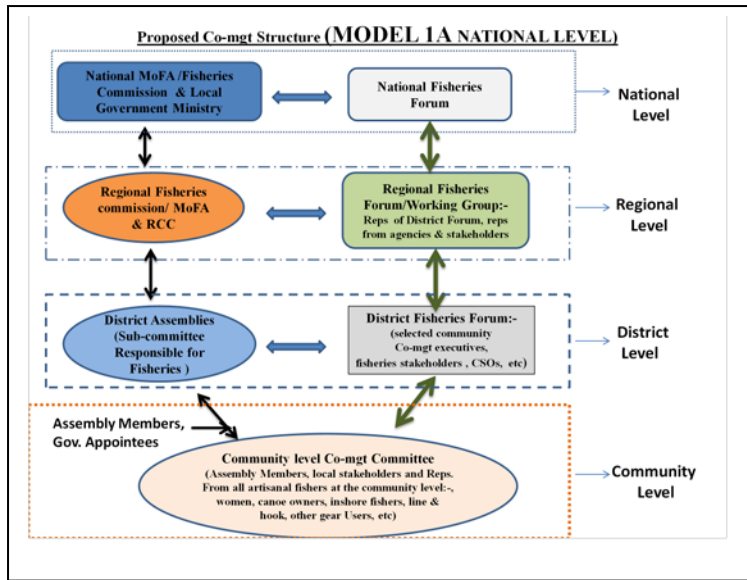 Proposed Co-mgt Structure (MODEL 1A NATIONAL LEVEL)
National MoFA /Fisheries
Commission & Local
Government Ministry
National Fisheries
Forum
National
Level
Regional Fisheries
commission/ MoFA
& RCC
Regional Fisheries
Forum/Working Group:-
Reps of District Forum, reps
from agencies & stakeholders
Regional
Level
District Assemblies
(Sub-committee
Responsible for
Fisheries )
District Fisheries Forum:-
(selected community
Co-mgt executives,
fisheries stakeholders , CSOs, etc)
District
Level
Assembly Members,
Gov. Appointees
Community level Co-mgt Committee
(Assembly Members, local stakeholders and Reps.
From all artisanal fishers at the community level:-,
women, canoe owners, inshore fishers, line &
hook, other gear Users, etc)
Community
Level